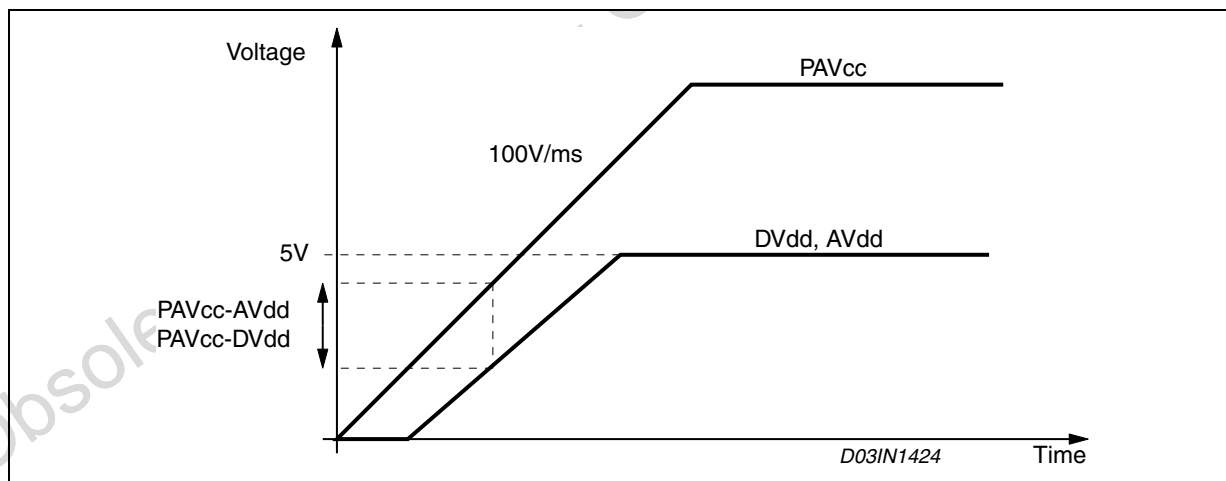 Voltage
PAVcc
100V/ms
5V
DVdd, AVdd
PAVcc-AVdd
PAVcc-DVdd
D03IN1424
Time